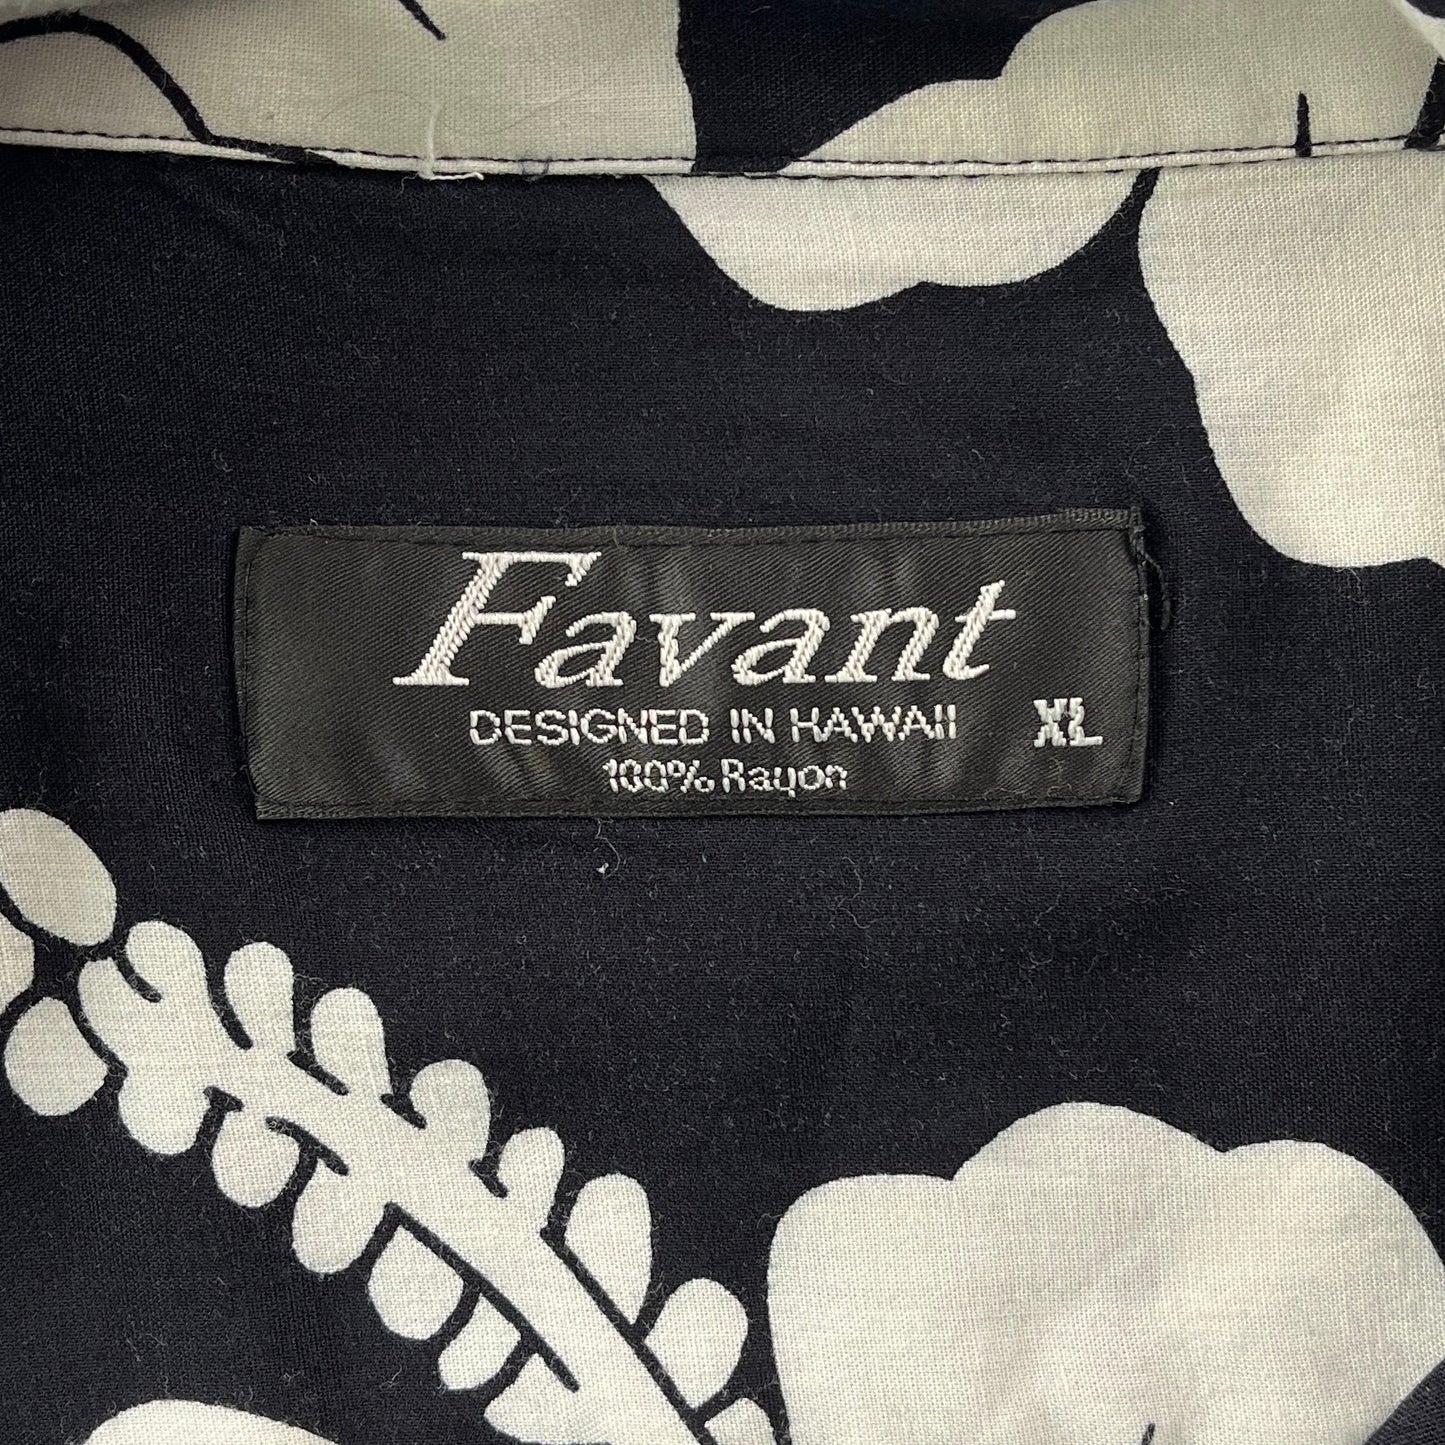 Favant
DESIGNED IN HAWAII XL
100% Rayon